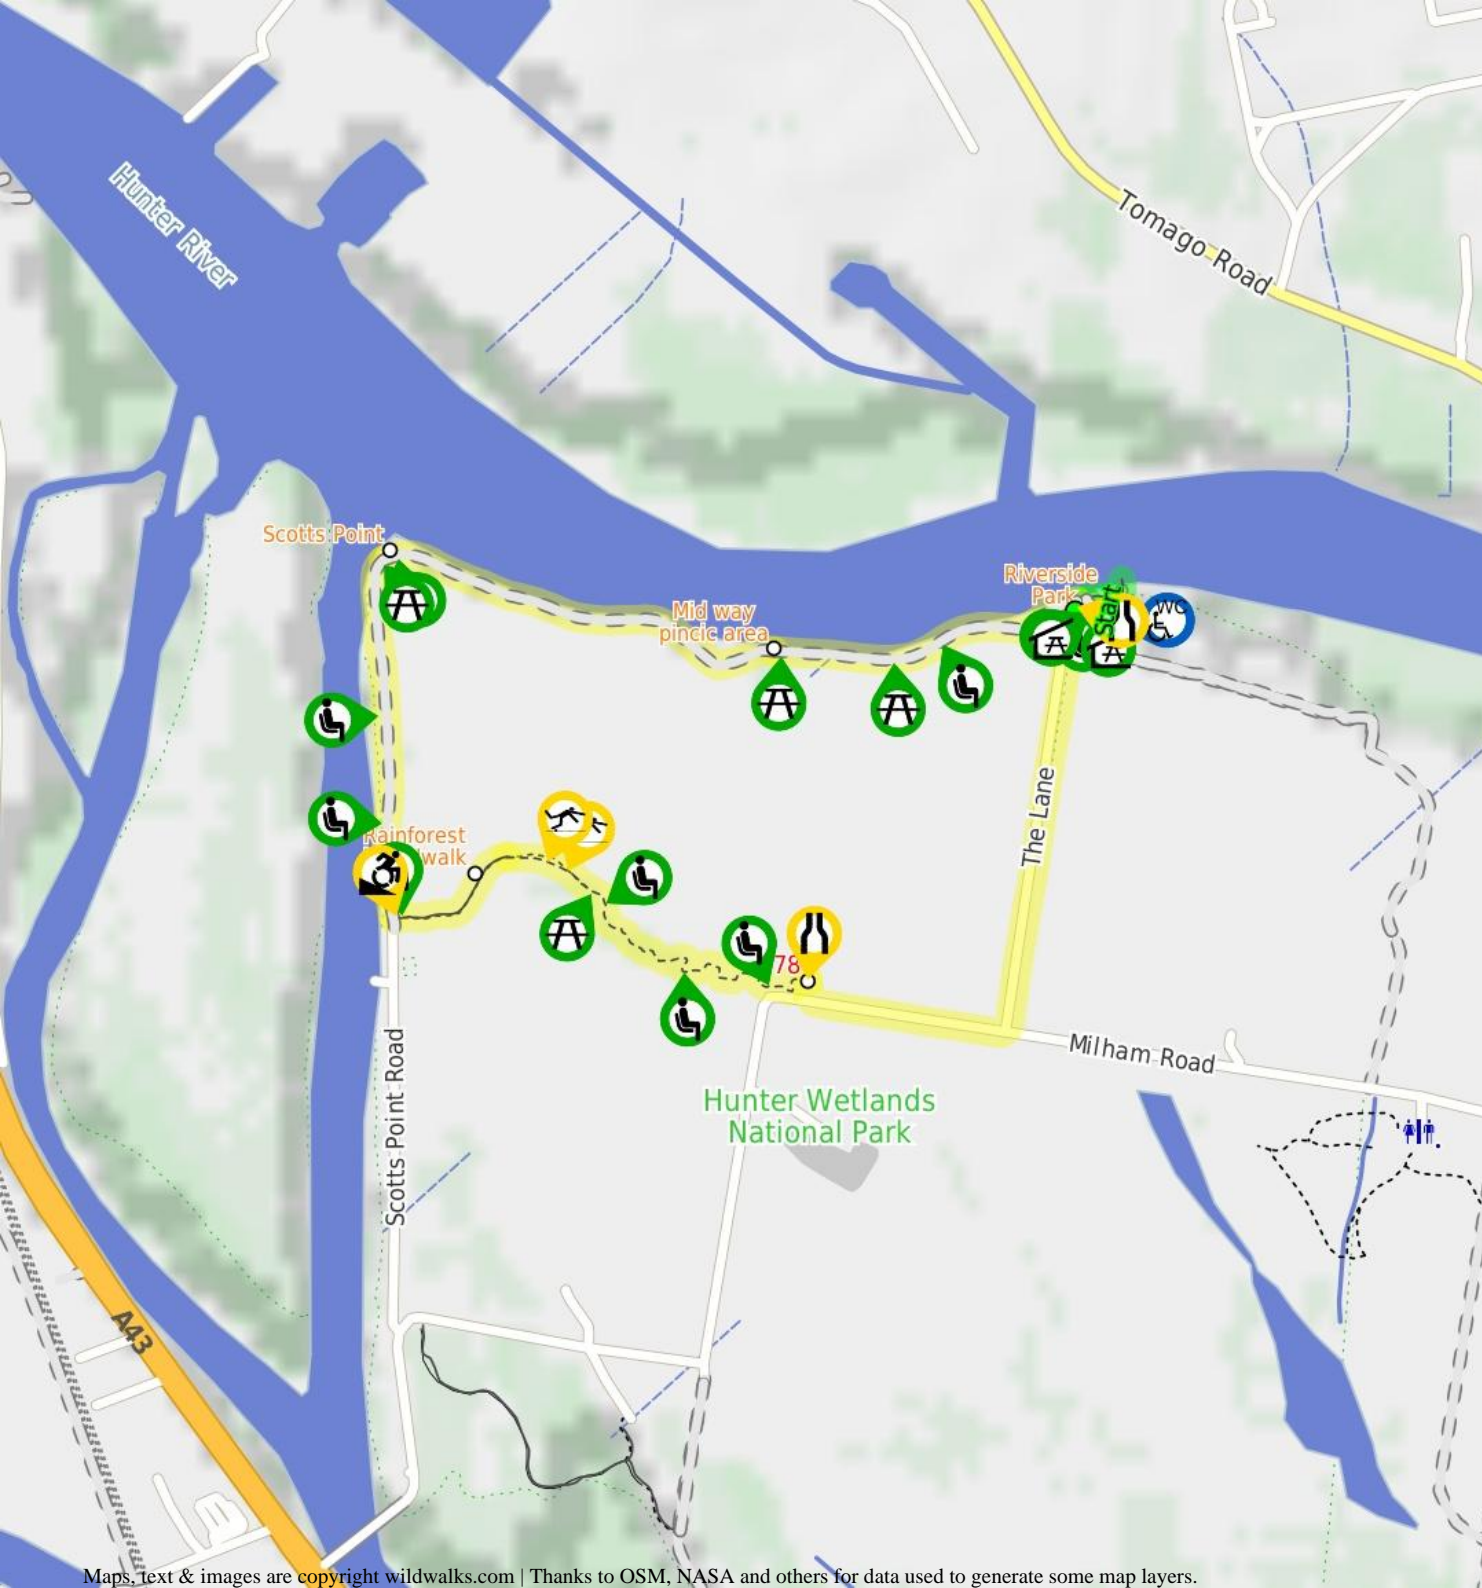 Hunter River
Tomago Road
Scotts Point
Riverside
Park
Start
WC
Mid way
pincic area
The Lane
Rainforest
walk
78
Milham Road
Hunter Wetlands
National Park
Scotts Point Road
A43
Maps, text & images are copyright wildwalks.com | Thanks to OSM, NASA and others for data used to generate some map layers.